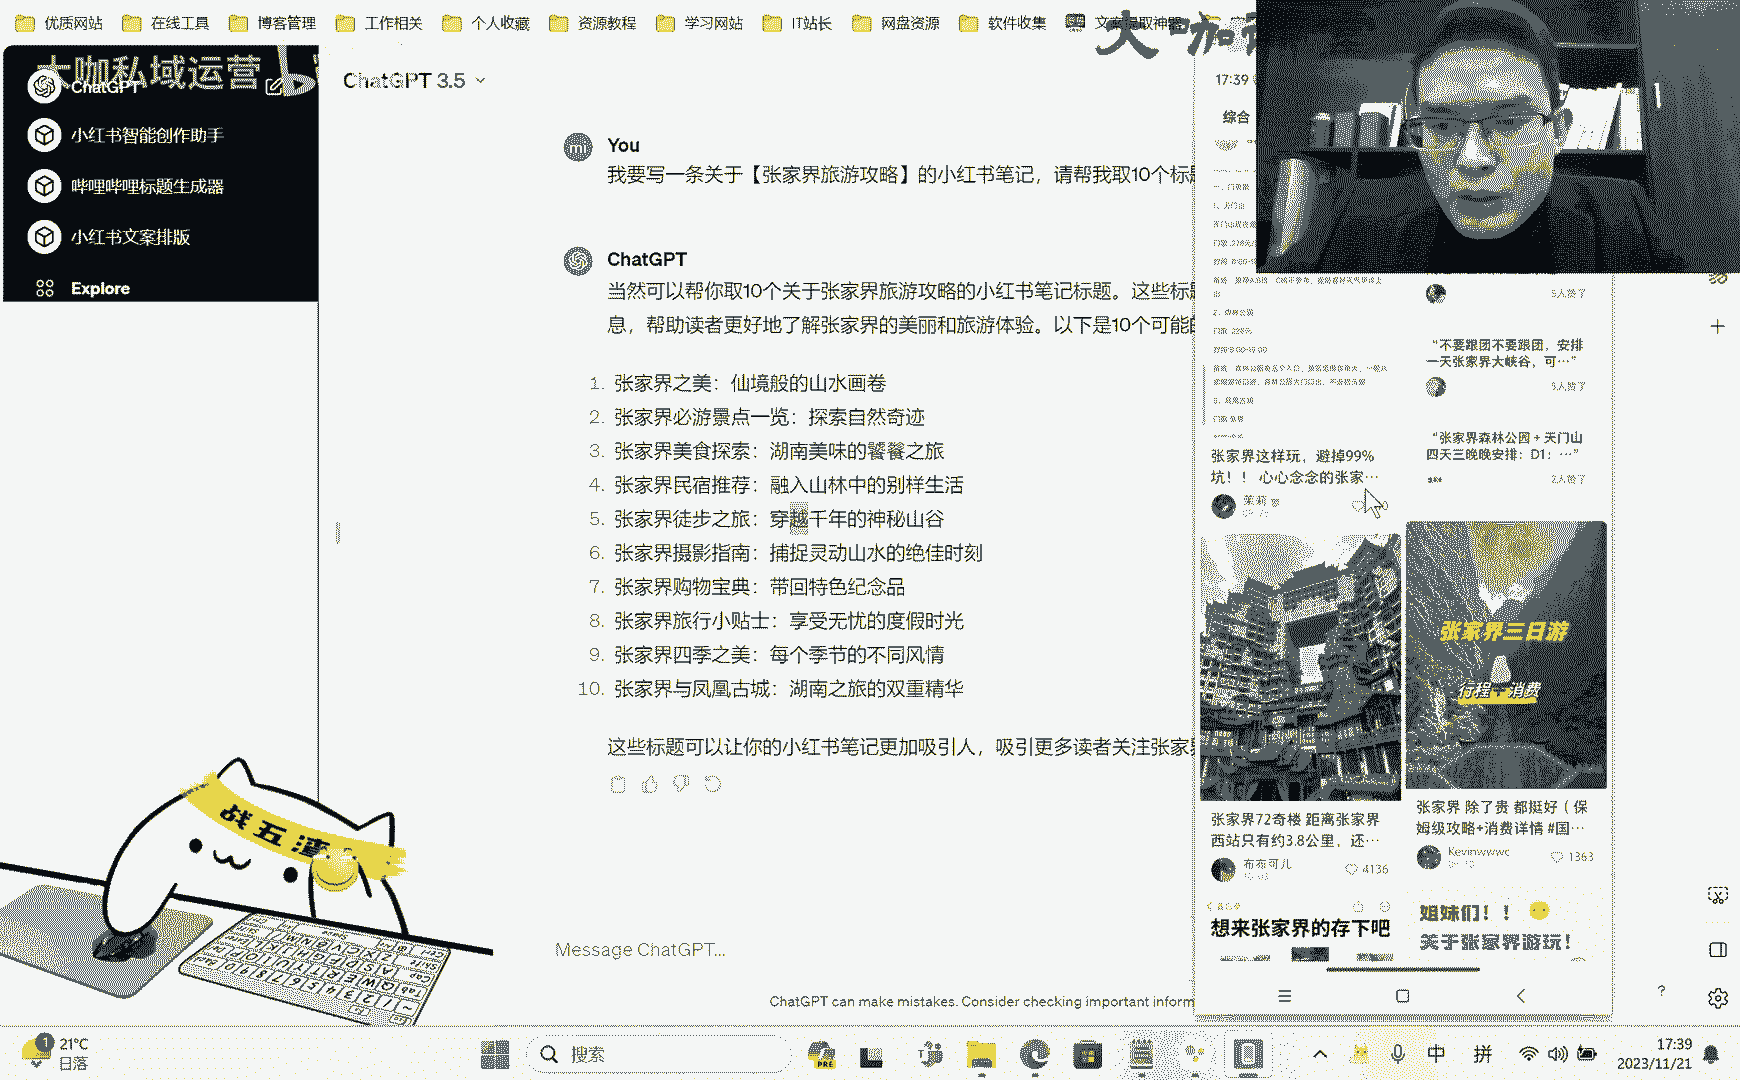 优质网站
在线工具
博客管理
工作相关
个人收藏
资源教程
学习网站
IT站长
网盘资源
软件收集
大咖私域运营
ChatGPT
小红书智能创作助手
哔哩哔哩标题生成器
小红书文案排版
Explore
ChatGPT 3.5
You
我要写一条关于【张家界旅游攻略】的小红书笔记，请帮我取10个标题
ChatGPT
当然可以帮你取10个关于张家界旅游攻略的小红书笔记标题。这些标题
息，帮助读者更好地了解张家界的美丽和旅游体验。以下是10个可能的
1. 张家界之美：仙境般的山水画卷
2. 张家界必游景点一览：探索自然奇迹
3. 张家界美食探索：湖南美味的饕餮之旅
4. 张家界民宿推荐：融入山林中的别样生活
5. 张家界徒步之旅：穿越千年的神秘山谷
6. 张家界摄影指南：捕捉灵动山水的绝佳时刻
7. 张家界购物宝典：带回特色纪念品
8. 张家界旅行小贴士：享受无忧的度假时光
9. 张家界四季之美：每个季节的不同风情
10. 张家界与凤凰古城：湖南之旅的双重精华
这些标题可以让你的小红书笔记更加吸引人，吸引更多读者关注张家界
Message ChatGPT...
ChatGPT can make mistakes. Consider checking important inform
大咖
17:39
综合
张家界这样玩，避掉99%
坑！！ 心心念念的张家…
茉莉
5人赞了
“不要跟团不要跟团，安排
一天张家界大峡谷，可…”
5人赞了
“张家界森林公园+天门山
四天三晚晚安排：D1：…”
2人赞了
张家界三日游
行程+消费
张家界72奇楼 距离张家界
西站只有约3.8公里，还…
布布可儿
4136
张家界 除了贵 都挺好（保
姆级攻略+消费详情 #国…
Kevinwwwc
1363
想来张家界的存下吧
姐妹们！！
关于张家界游玩！
战五渣
1
21°C
日落
搜索
PRE
中
拼
17:39
2023/11/21